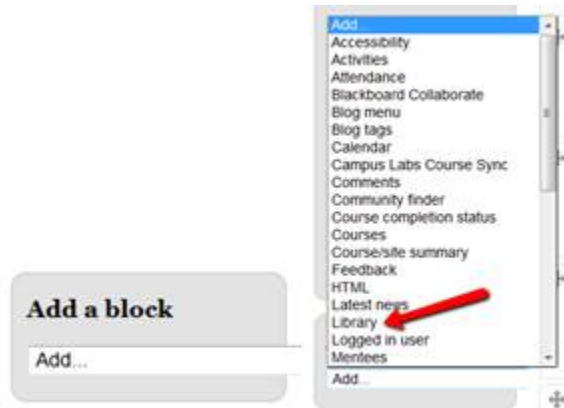 Add a block
Add...
Add...
Accessibility
Activities
Attendance
Blackboard Collaborate
Blog menu
Blog tags
Calendar
Campus Labs Course Sync
Comments
Community finder
Course completion status
Courses
Course/site summary
Feedback
HTML
Latest news
Library
Logged in user
Mentees
Add...